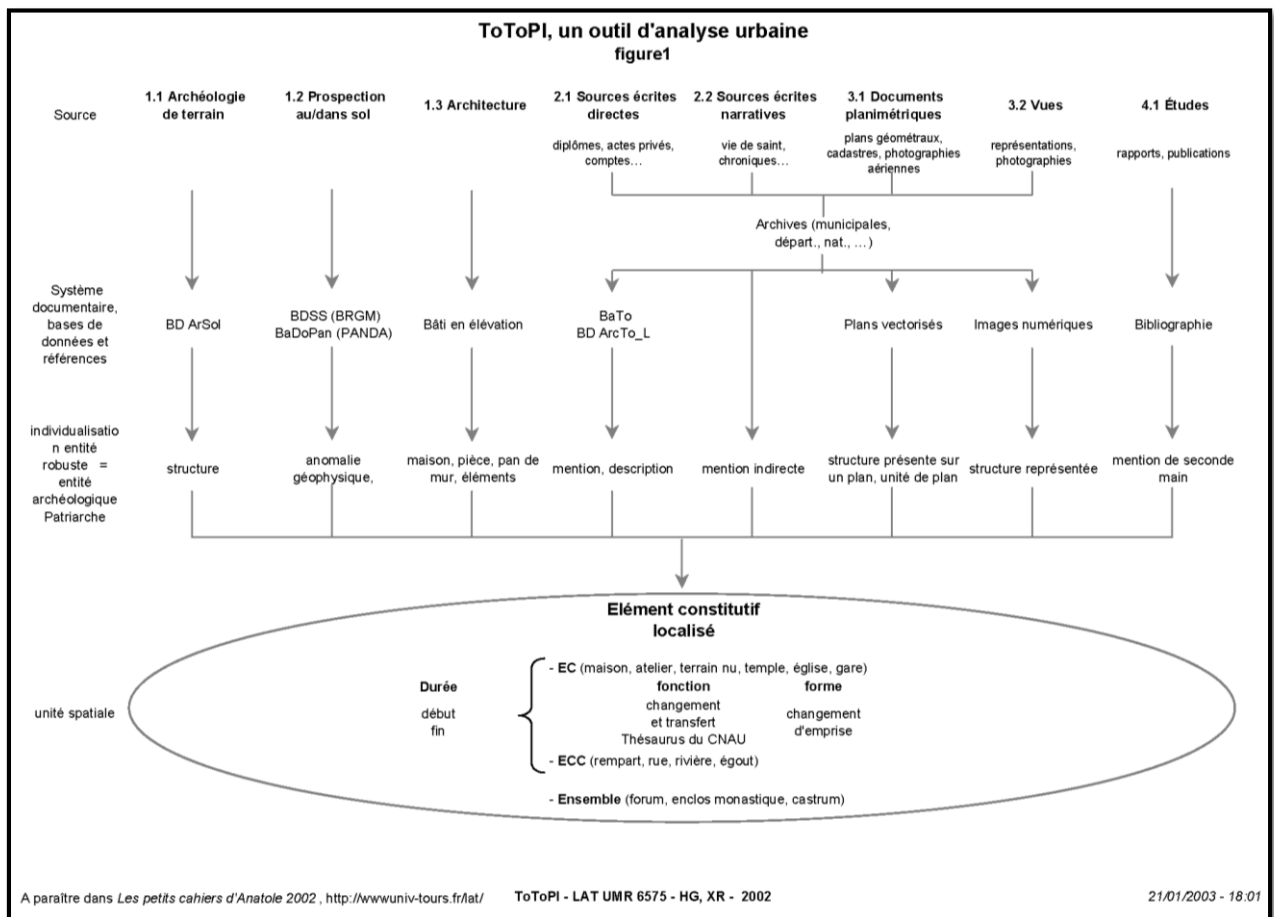 ToToPI, un outil d'analyse urbaine
figure1
Source
1.1 Archéologie
de terrain
1.2 Prospection
au/dans sol
1.3 Architecture
2.1 Sources écrites
directes
diplômes, actes privés,
comptes…
2.2 Sources écrites
narratives
vie de saint,
chroniques…
3.1 Documents
planimétriques
plans géométraux,
cadastres, photographies
aériennes
3.2 Vues
représentations,
photographies
4.1 Études
rapports, publications
Archives (municipales,
départ., nat., …)
Système
documentaire,
bases de
données et
références
BD ArSol
BDSS (BRGM)
BaDoPan (PANDA)
Bâti en élévation
BaTo
BD ArcTo_L
Plans vectorisés
Images numériques
Bibliographie
individualisatio
n entité
robuste =
entité
archéologique
Patriarche
structure
anomalie
géophysique,
maison, pièce, pan de
mur, éléments
mention, description
mention indirecte
structure présente sur
un plan, unité de plan
structure représentée
mention de seconde
main
Elément constitutif
localisé
unité spatiale
Durée
début
fin
- EC (maison, atelier, terrain nu, temple, église, gare)
fonction
changement
et transfert
Thésaurus du CNAU
forme
changement
d'emprise
- ECC (rempart, rue, rivière, égout)
- Ensemble (forum, enclos monastique, castrum)
A paraître dans Les petits cahiers d'Anatole 2002 , http://wwwuniv-tours.fr/lat/
ToToPI - LAT UMR 6575 - HG, XR - 2002
21/01/2003 - 18:01